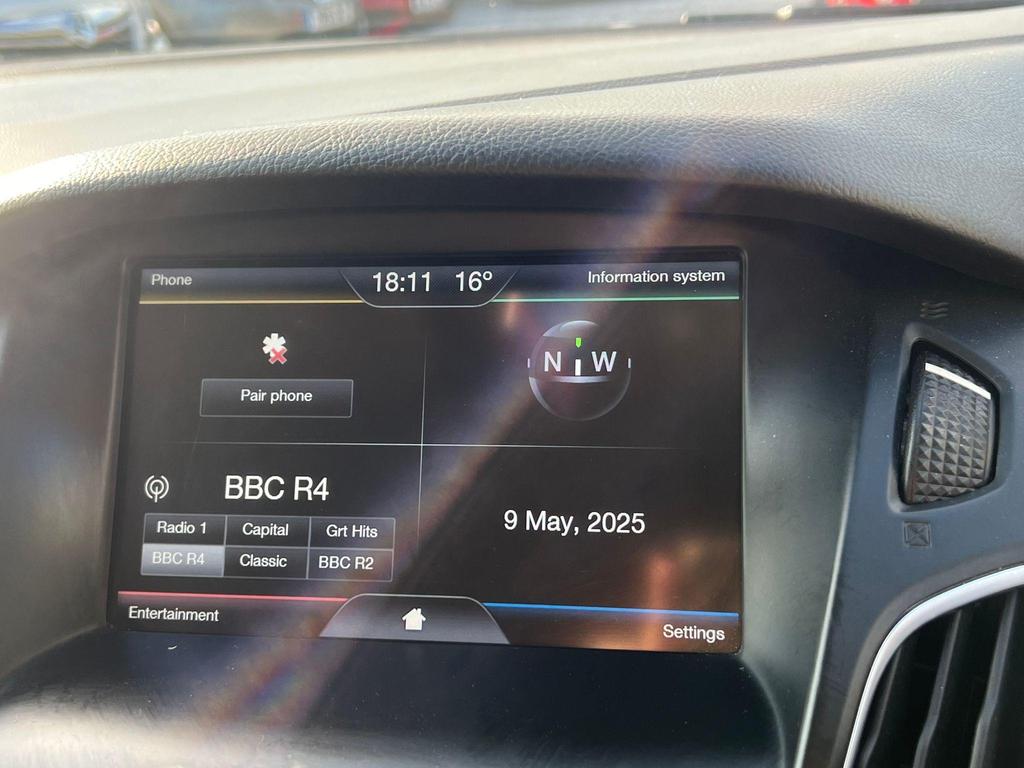 Phone
18:11 16°
Information system
Pair phone
N W
BBC R4
Radio 1 Capital Grt Hits
BBC R4 Classic BBC R2
9 May, 2025
Entertainment
Settings